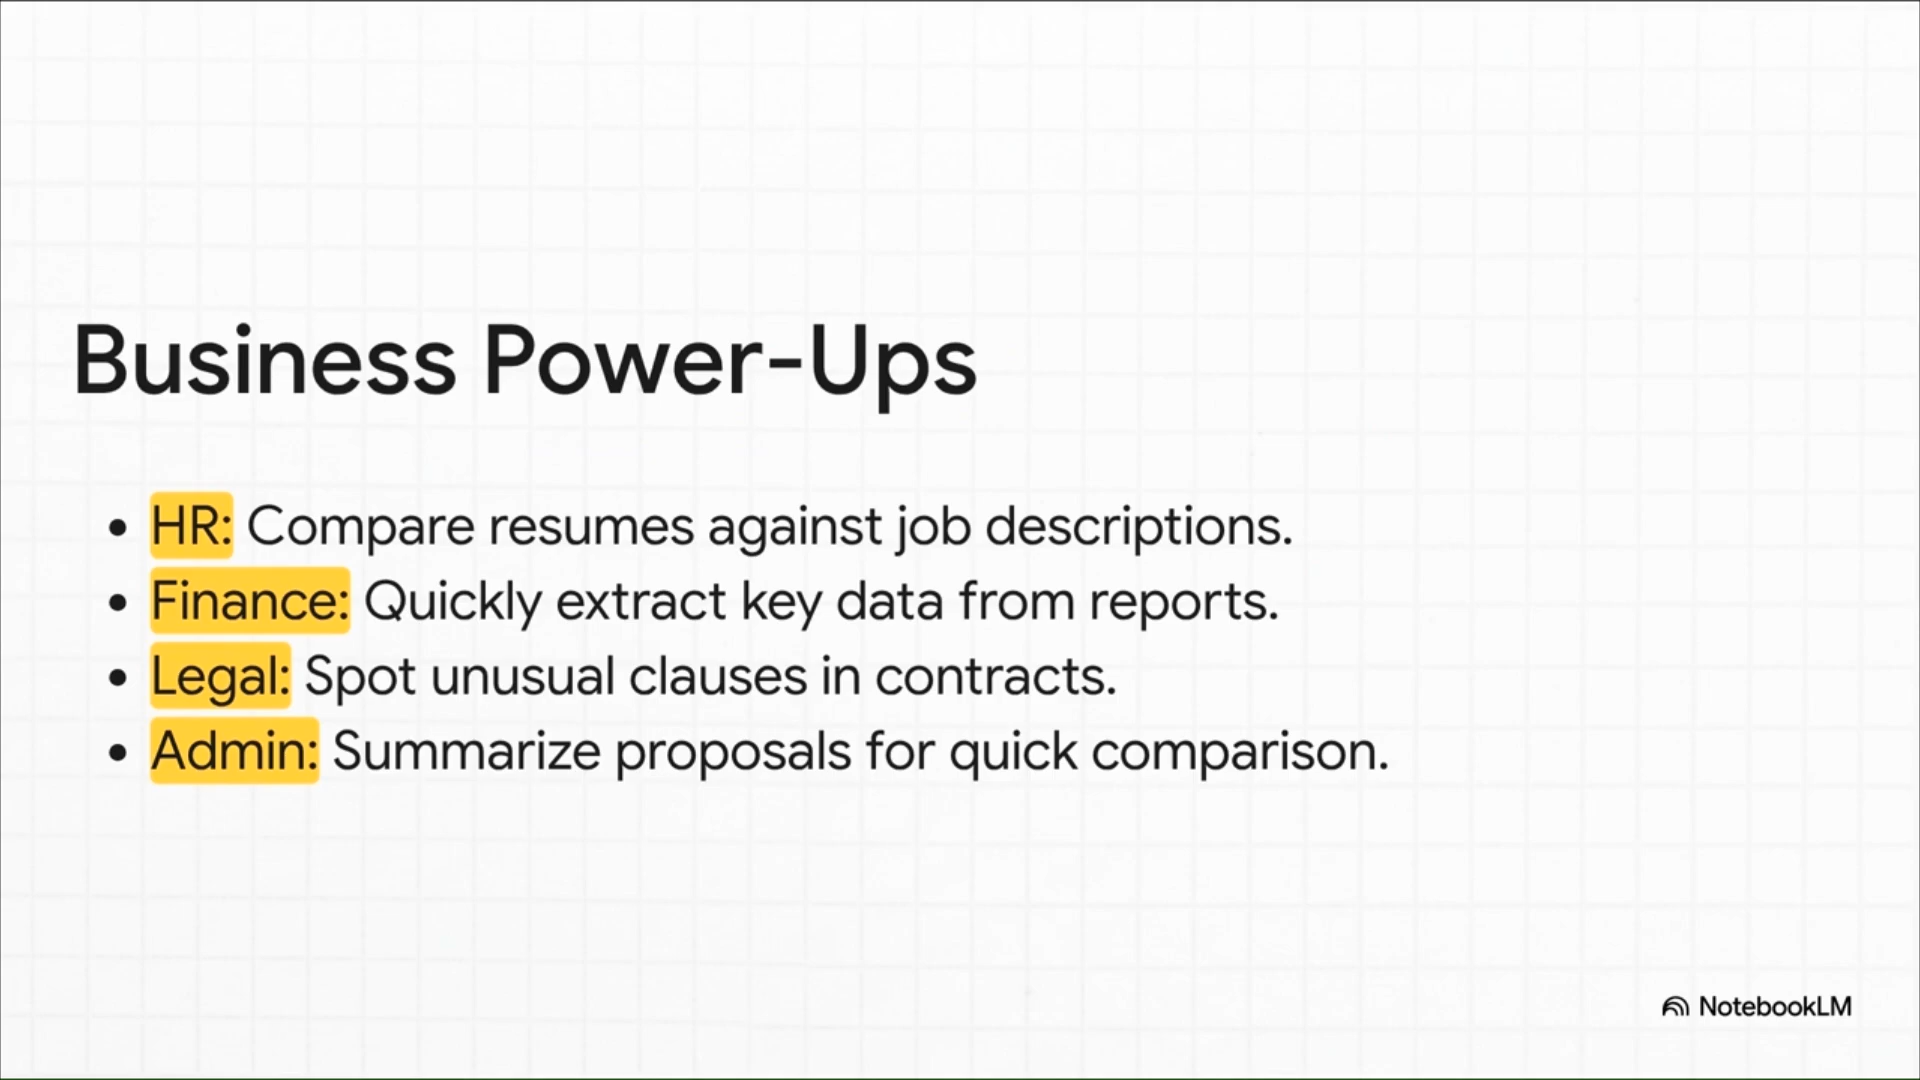 Business Power-Ups
• HR: Compare resumes against job descriptions.
• Finance: Quickly extract key data from reports.
• Legal: Spot unusual clauses in contracts.
• Admin: Summarize proposals for quick comparison.
NotebookLM